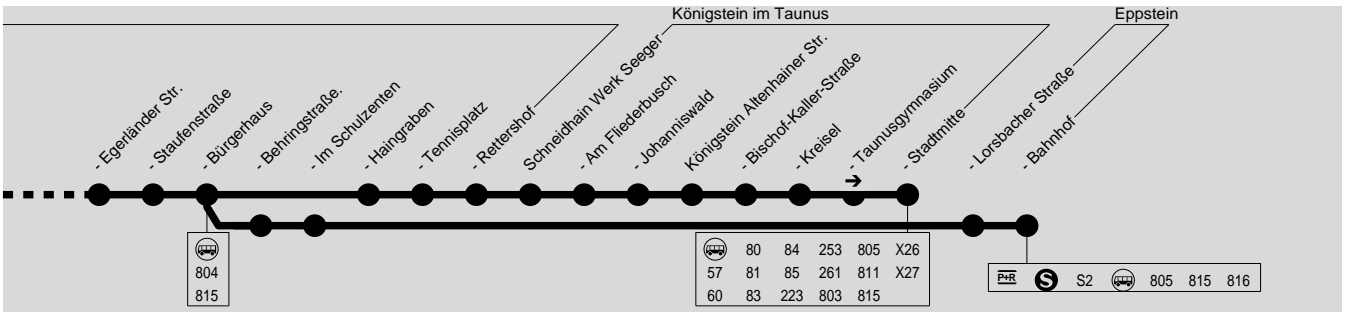 Königstein im Taunus
Eppstein
- Egerländer Str.
- Staufenstraße
- Bürgerhaus
- Behringstraße.
- Im Schulzenten
- Haingraben
- Tennisplatz
- Rettershof
Schneidhain Werk Seeger
- Am Fliederbusch
- Johanniswald
Königstein Altenhainer Str.
- Bischof-Kaller-Straße
- Kreisel
- Taunusgymnasium
- Stadtmitte
- Lorsbacher Straße
- Bahnhof
804
815
80 84 253 805 X26
57 81 85 261 811 X27
60 83 223 803 815
P+R S S2 805 815 816